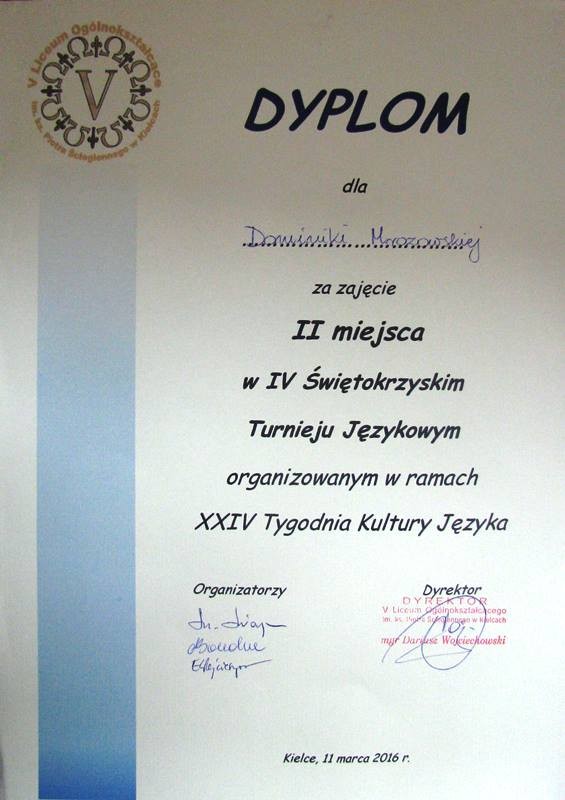 V Liceum Ogólnokształcące
im. ks. Piotra Ściegiennego w Kielcach
V
DYPLOM
dla
Dominiki Mrozowskiej
za zajęcie
II miejsca
w IV Świętokrzyskim
Turnieju Językowym
organizowanym w ramach
XXIV Tygodnia Kultury Języka
Organizatorzy
Dyrektor
DYREKTOR
V Liceum Ogólnokształcącego
im. ks. Piotra Ściegiennego w Kielcach
mgr Dariusz Wojciechowski
Kielce, 11 marca 2016 r.